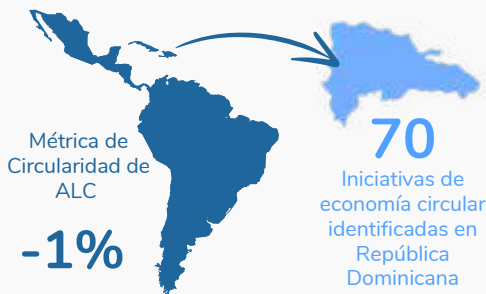 Métrica de
Circularidad de
ALC
-1%
70
Iniciativas de
economía circular
identificadas en
República
Dominicana